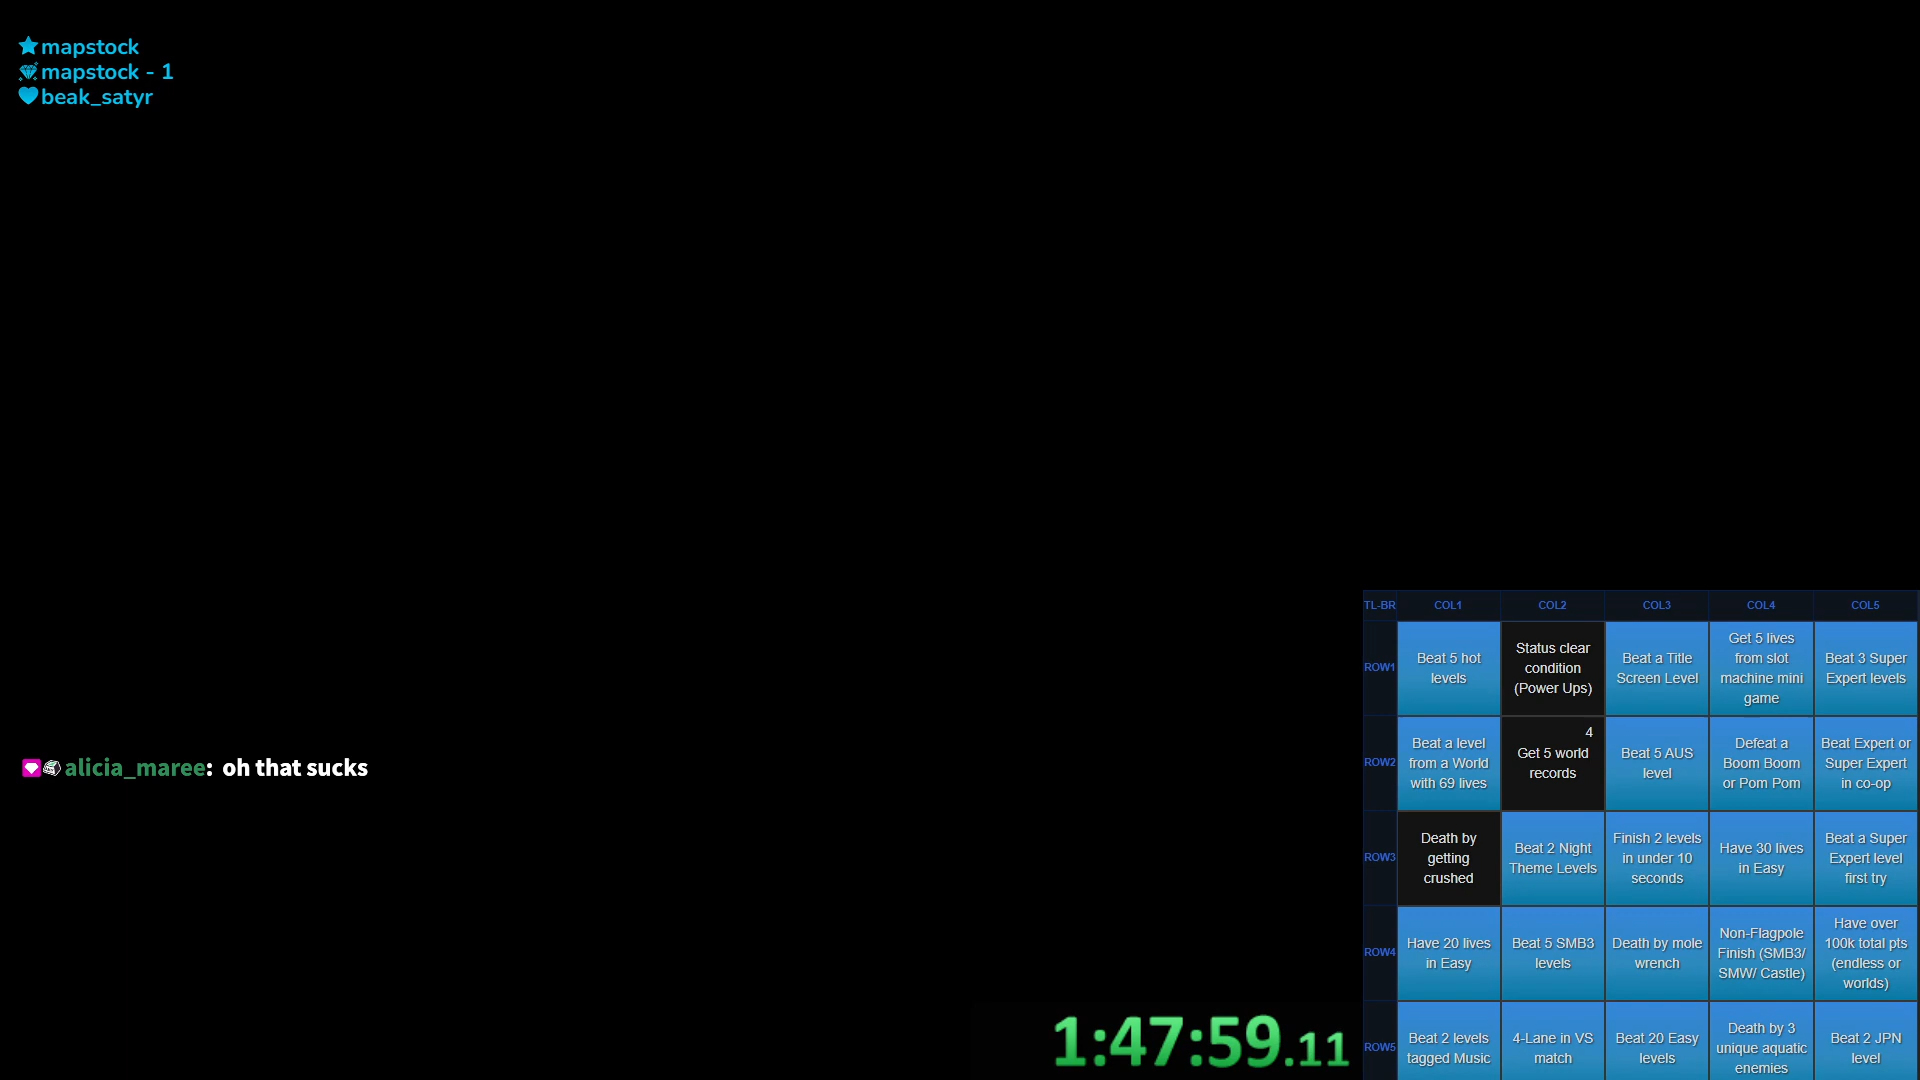 mapstock
mapstock - 1
beak_satyr
alicia_maree: oh that sucks
TL-BR COL1 COL2 COL3 COL4 COL5
ROW1
Beat 5 hot
levels
Status clear
condition
(Power Ups)
Beat a Title
Screen Level
Get 5 lives
from slot
machine mini
game
Beat 3 Super
Expert levels
ROW2
Beat a level
from a World
with 69 lives
4
Get 5 world
records
Beat 5 AUS
level
Defeat a
Boom Boom
or Pom Pom
Beat Expert or
Super Expert
in co-op
ROW3
Death by
getting
crushed
Beat 2 Night
Theme Levels
Finish 2 levels
in under 10
seconds
Have 30 lives
in Easy
Beat a Super
Expert level
first try
ROW4
Have 20 lives
in Easy
Beat 5 SMB3
levels
Death by mole
wrench
Non-Flagpole
Finish (SMB3/
SMW/ Castle)
Have over
100k total pts
(endless or
worlds)
ROW5
Beat 2 levels
tagged Music
4-Lane in VS
match
Beat 20 Easy
levels
Death by 3
unique aquatic
enemies
Beat 2 JPN
level
1:47:59.11